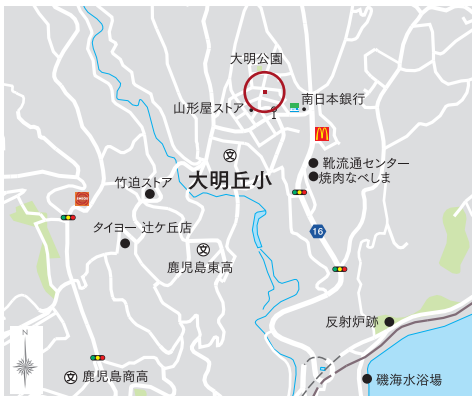 大明公園
山形屋ストア
南日本銀行
靴流通センター
焼肉なべしま
大明丘小
竹迫ストア
16
タイヨー 辻ケ丘店
鹿児島東高
反射炉跡
N
鹿児島商高
磯海水浴場